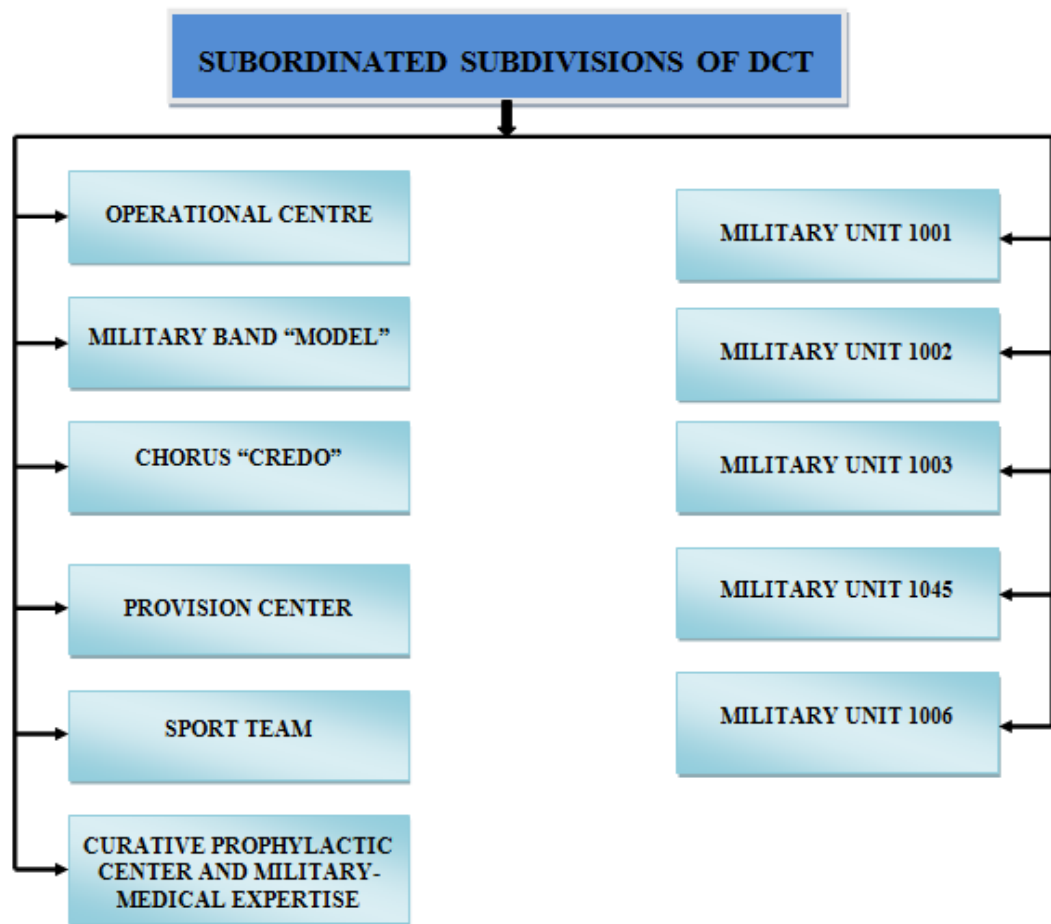 SUBORDINATED SUBDIVISIONS OF DCT
OPERATIONAL CENTRE
MILITARY BAND “MODEL”
CHORUS “CREDO”
PROVISION CENTER
SPORT TEAM
CURATIVE PROPHYLACTIC
CENTER AND MILITARY-
MEDICAL EXPERTISE
MILITARY UNIT 1001
MILITARY UNIT 1002
MILITARY UNIT 1003
MILITARY UNIT 1045
MILITARY UNIT 1006